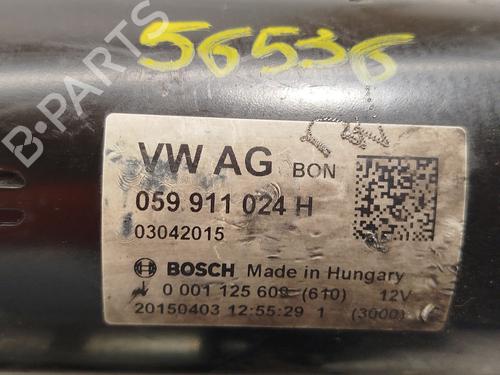 56536
B-PARTS
VW AG BON
059 911 024 H
03042015
BOSCH Made in Hungary
0 001 125 609 (610) 12V
20150403 12:55:29 1 (3000)